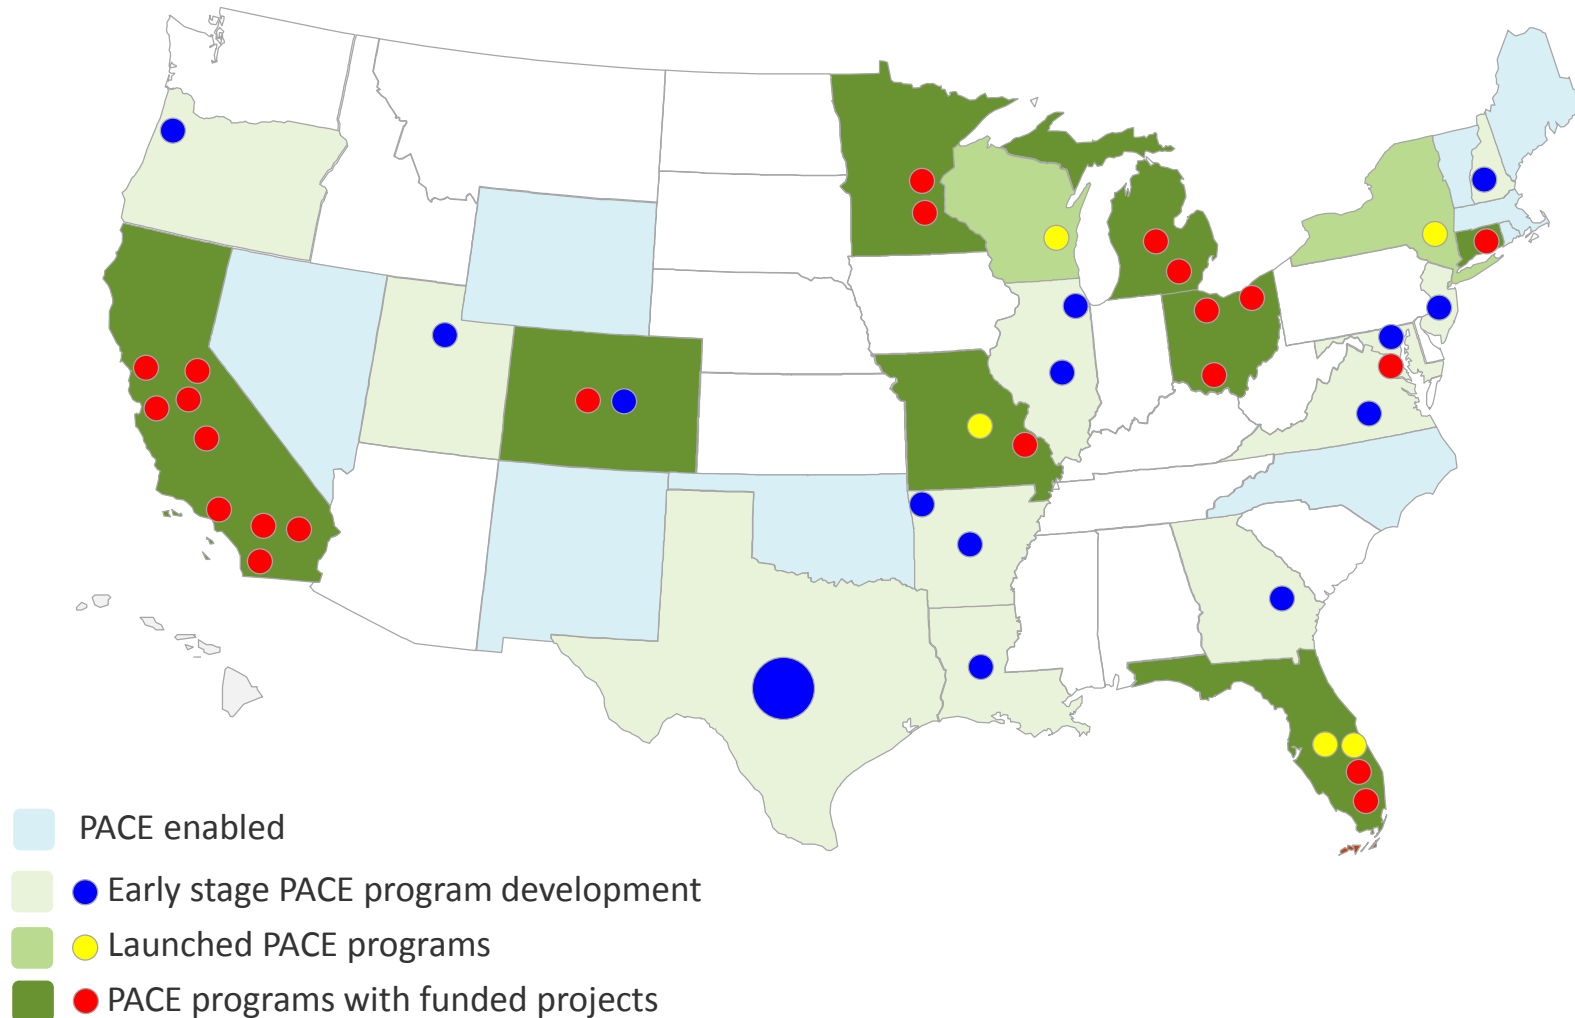 PACE enabled
Early stage PACE program development
Launched PACE programs
PACE programs with funded projects